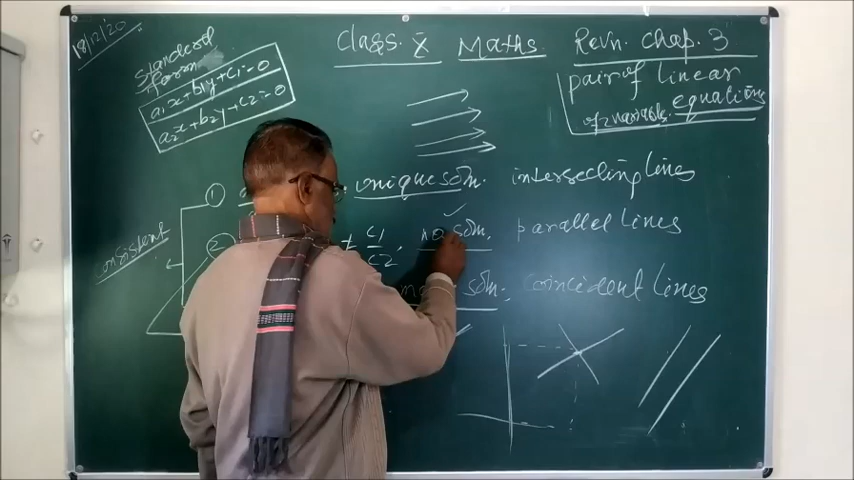 18/12/20
Class. X Maths Revn. Chap. 3
Standard
form
a1x+b1y+c1=0
a2x+b2y+c2=0
pair of linear
equations
of 2 variable
1 unique soln. intersecting lines
consistent
2 ≠ c1/c2, no soln. parallel lines
soln. coincident lines